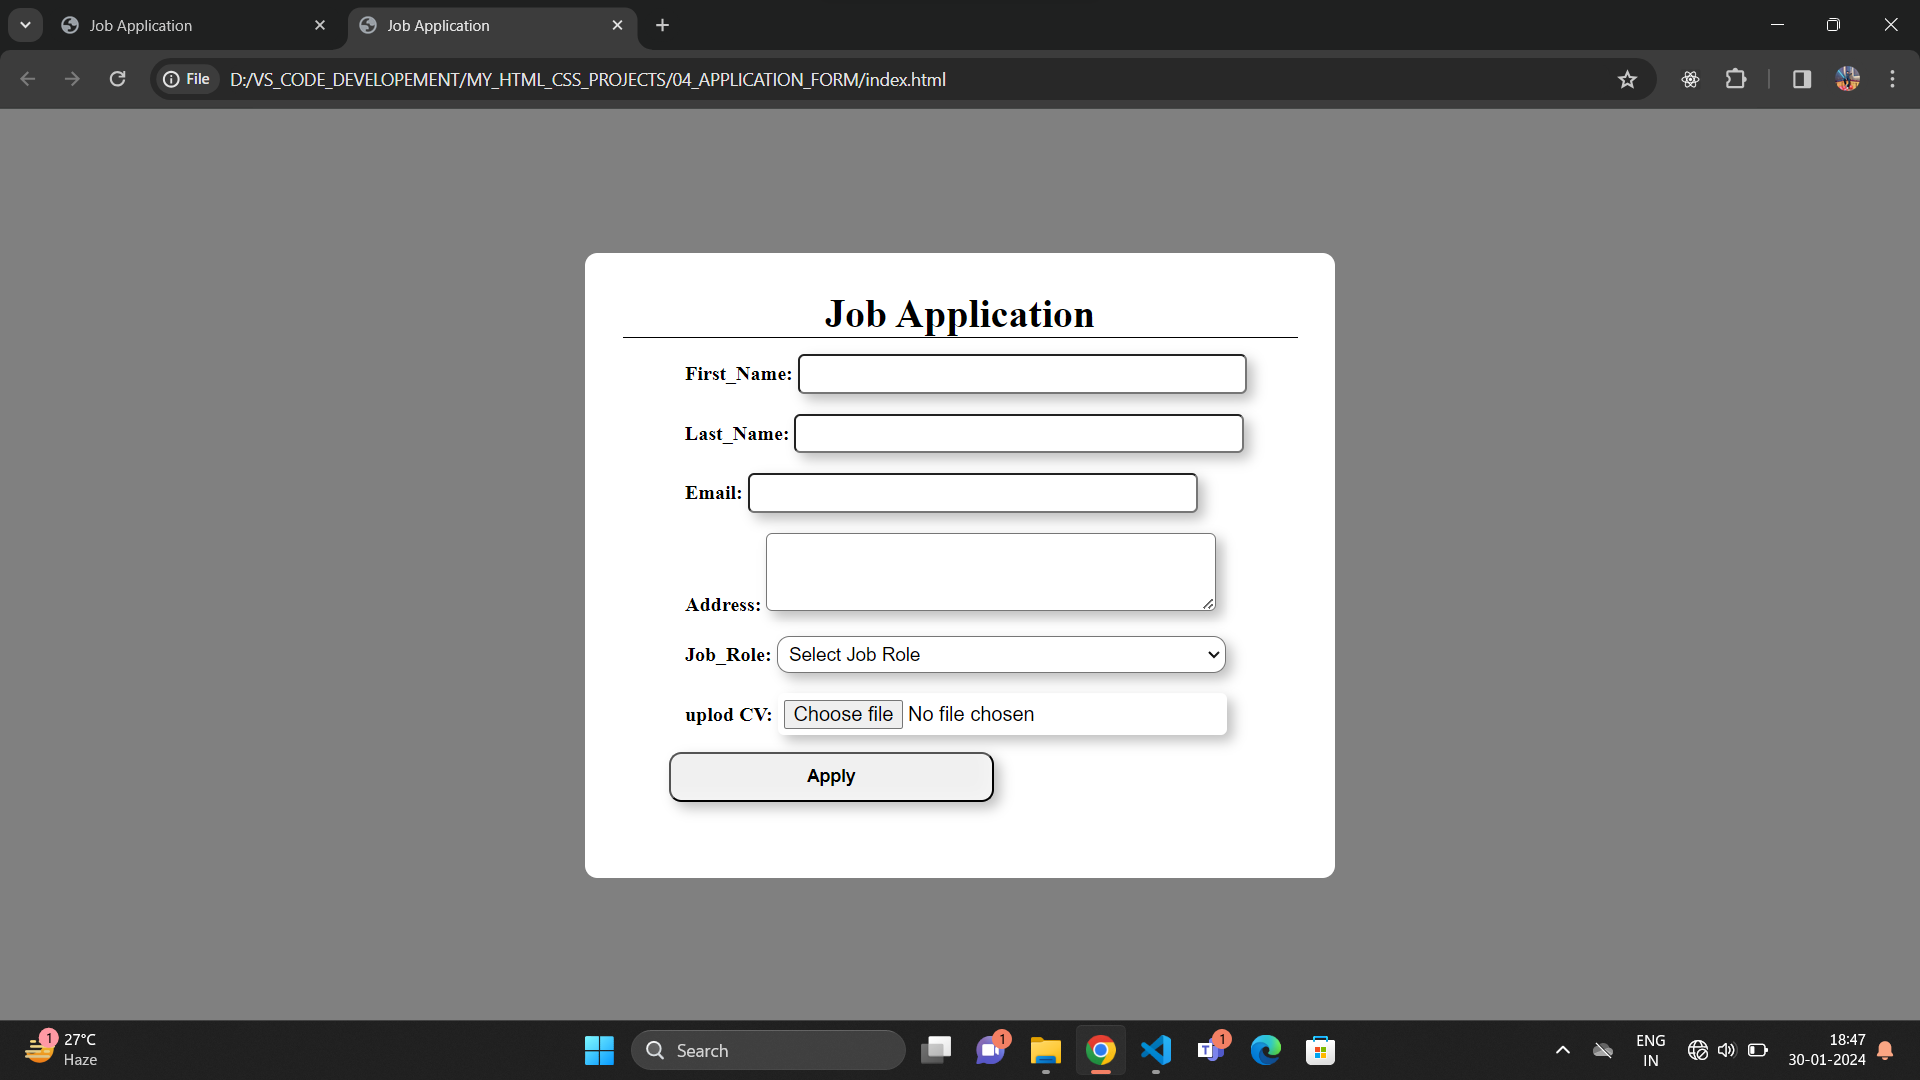 Job Application
Job Application
File D:/VS_CODE_DEVELOPEMENT/MY_HTML_CSS_PROJECTS/04_APPLICATION_FORM/index.html
Job Application
First_Name:
Last_Name:
Email:
Address:
Job_Role: Select Job Role
uplod CV: Choose file No file chosen
Apply
1
27°C
Haze
Search
1
T
1
ENG
IN
18:47
30-01-2024